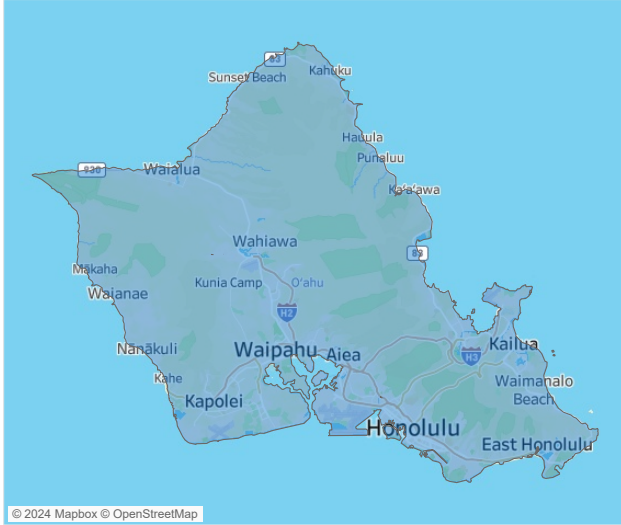 83
Sunset Beach
Kahuku
Hauula
Punaluu
930
Waialua
Ka'a'awa
Wahiawa
83
Mākaha
Kunia Camp
O'ahu
Waianae
H2
Nānākuli
Waipahu
Aiea
Kailua
H3
Kahe
Waimanalo
Beach
Kapolei
Honolulu
East Honolulu
© 2024 Mapbox © OpenStreetMap